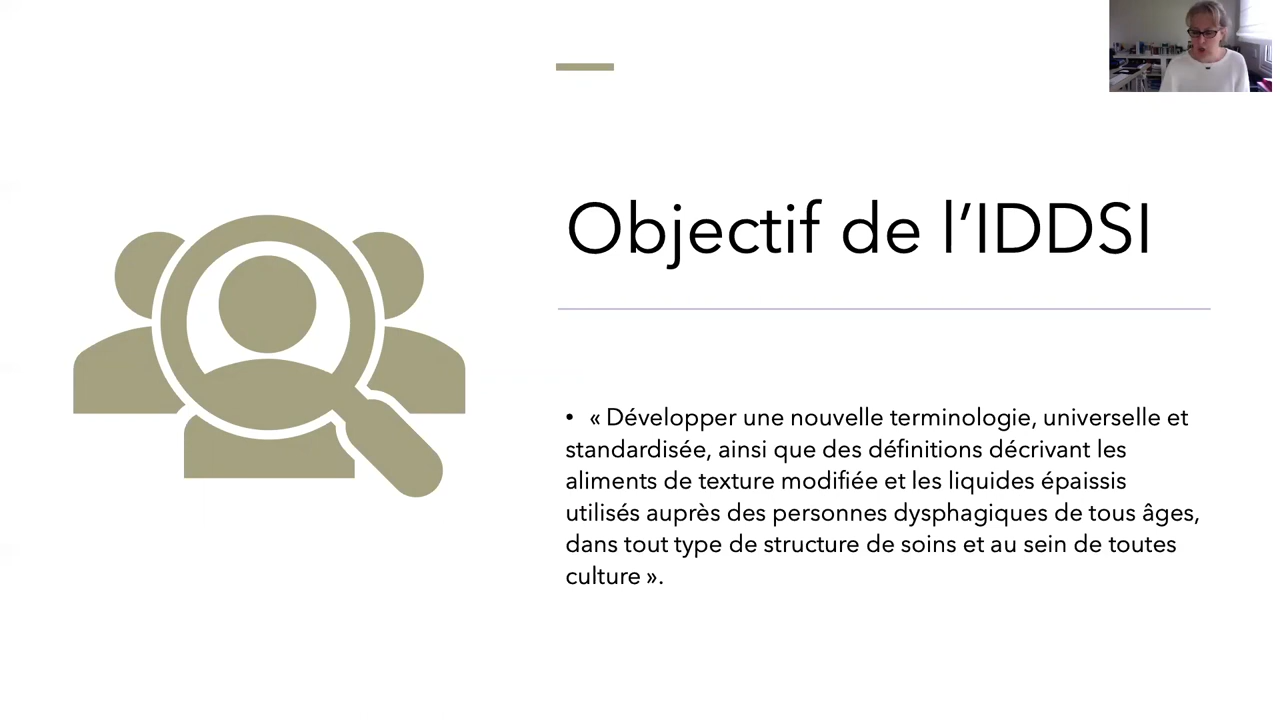 Objectif de l’IDDSI
• « Développer une nouvelle terminologie, universelle et
standardisée, ainsi que des définitions décrivant les
aliments de texture modifiée et les liquides épaissis
utilisés auprès des personnes dysphagiques de tous âges,
dans tout type de structure de soins et au sein de toutes
culture ».